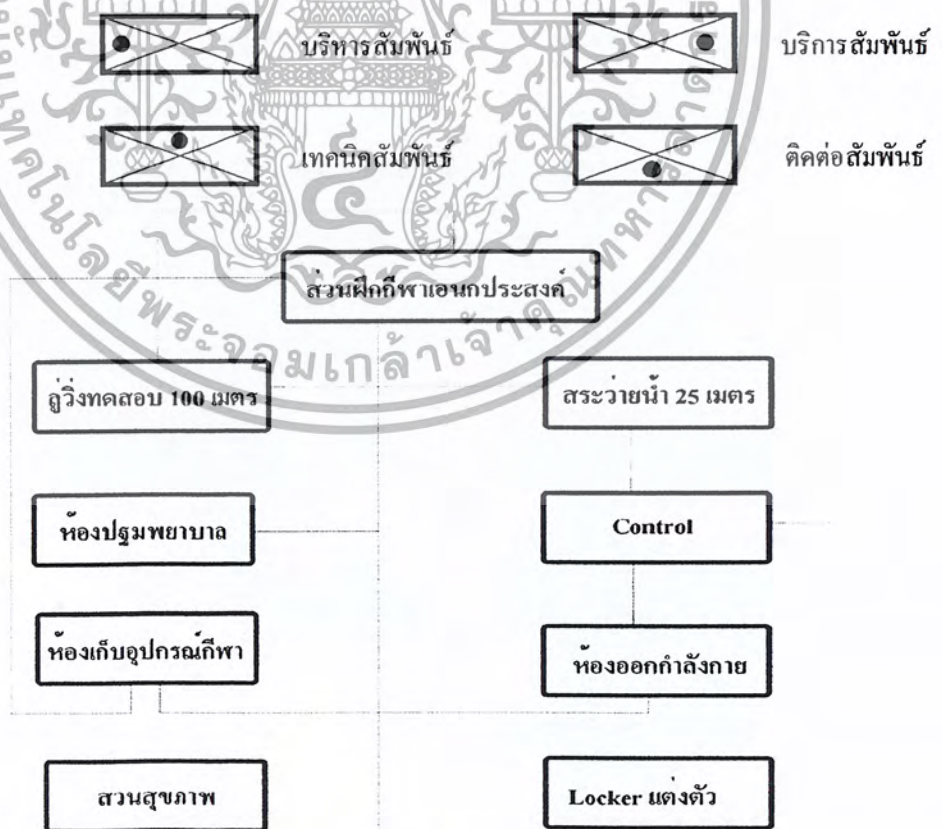 บริหารสัมพันธ์
บริการสัมพันธ์
เทคนิคสัมพันธ์
ติดต่อสัมพันธ์
ส่วนฝึกกีฬาเอนกประสงค์
ลู่วิ่งทดสอบ 100 เมตร
สระว่ายน้ำ 25 เมตร
ห้องปฐมพยาบาล
Control
ห้องเก็บอุปกรณ์กีฬา
ห้องออกกำลังกาย
สวนสุขภาพ
Locker แต่งตัว